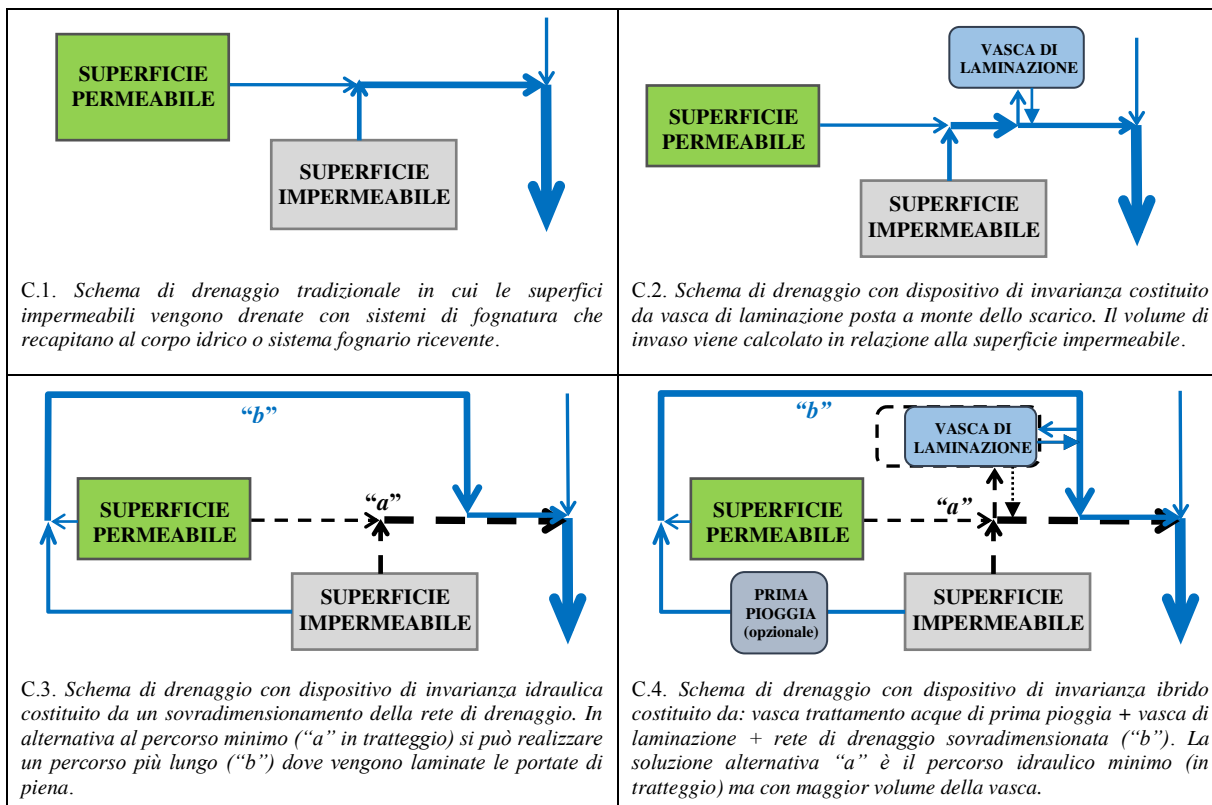 SUPERFICIE
PERMEABILE
SUPERFICIE
IMPERMEABILE
C.1. Schema di drenaggio tradizionale in cui le superfici
impermeabili vengono drenate con sistemi di fognatura che
recapitano al corpo idrico o sistema fognario ricevente.
VASCA DI
LAMINAZIONE
SUPERFICIE
PERMEABILE
SUPERFICIE
IMPERMEABILE
C.2. Schema di drenaggio con dispositivo di invarianza costituito
da vasca di laminazione posta a monte dello scarico. Il volume di
invaso viene calcolato in relazione alla superficie impermeabile.
“b”
“a”
SUPERFICIE
PERMEABILE
SUPERFICIE
IMPERMEABILE
C.3. Schema di drenaggio con dispositivo di invarianza idraulica
costituito da un sovradimensionamento della rete di drenaggio. In
alternativa al percorso minimo (“a” in tratteggio) si può realizzare
un percorso più lungo (“b”) dove vengono laminate le portate di
piena.
“b”
VASCA DI
LAMINAZIONE
“a”
SUPERFICIE
PERMEABILE
PRIMA
PIOGGIA
(opzionale)
SUPERFICIE
IMPERMEABILE
C.4. Schema di drenaggio con dispositivo di invarianza ibrido
costituito da: vasca trattamento acque di prima pioggia + vasca di
laminazione + rete di drenaggio sovradimensionata (“b”). La
soluzione alternativa “a” è il percorso idraulico minimo (in
tratteggio) ma con maggior volume della vasca.